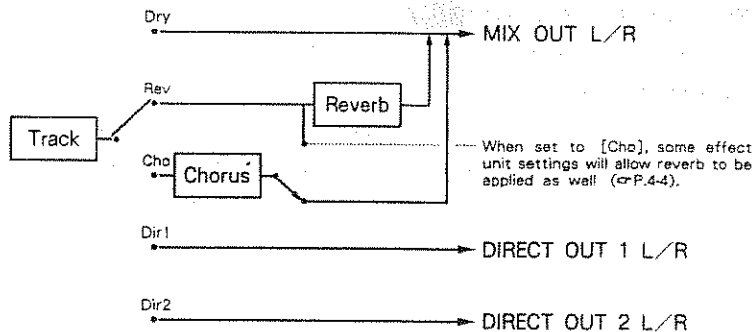 Dry
MIX OUT L/R
Rev
Reverb
Track
When set to [Cho], some effect
unit settings will allow reverb to be
applied as well (☞P.4-4).
Cho
Chorus
Dir1
DIRECT OUT 1 L/R
Dir2
DIRECT OUT 2 L/R